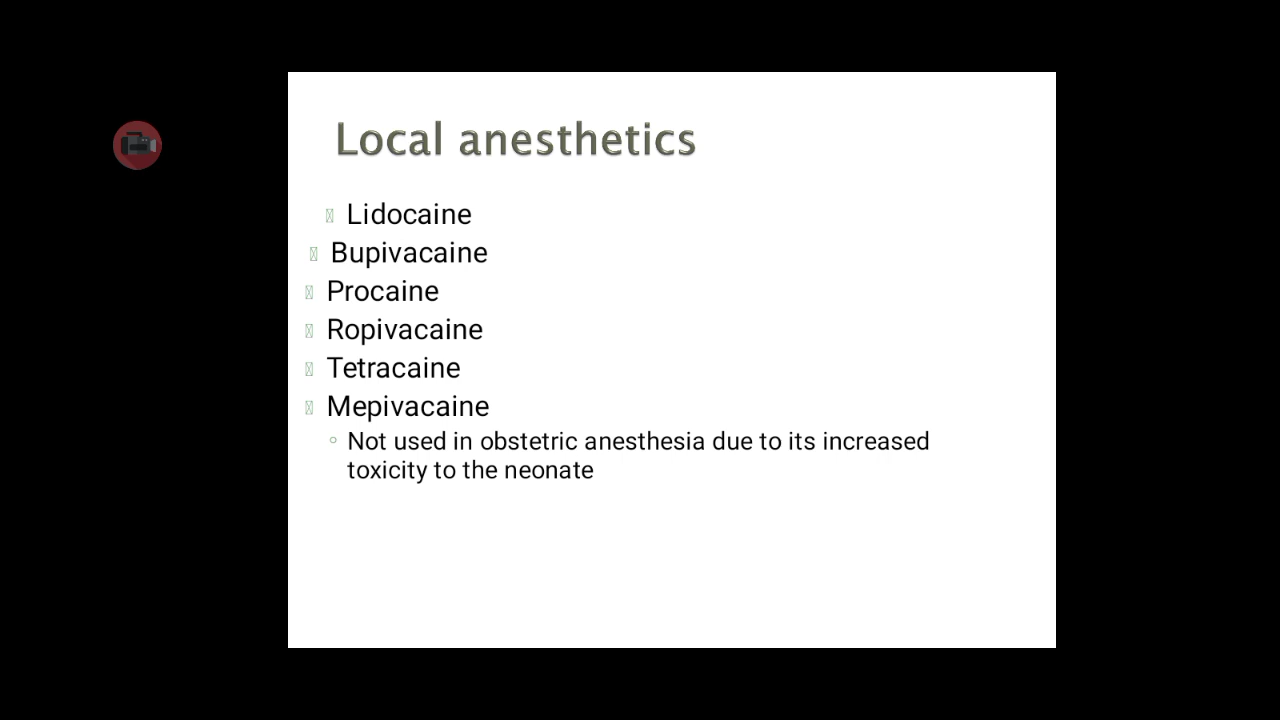 Local anesthetics
Lidocaine
Bupivacaine
Procaine
Ropivacaine
Tetracaine
Mepivacaine
Not used in obstetric anesthesia due to its increased
toxicity to the neonate